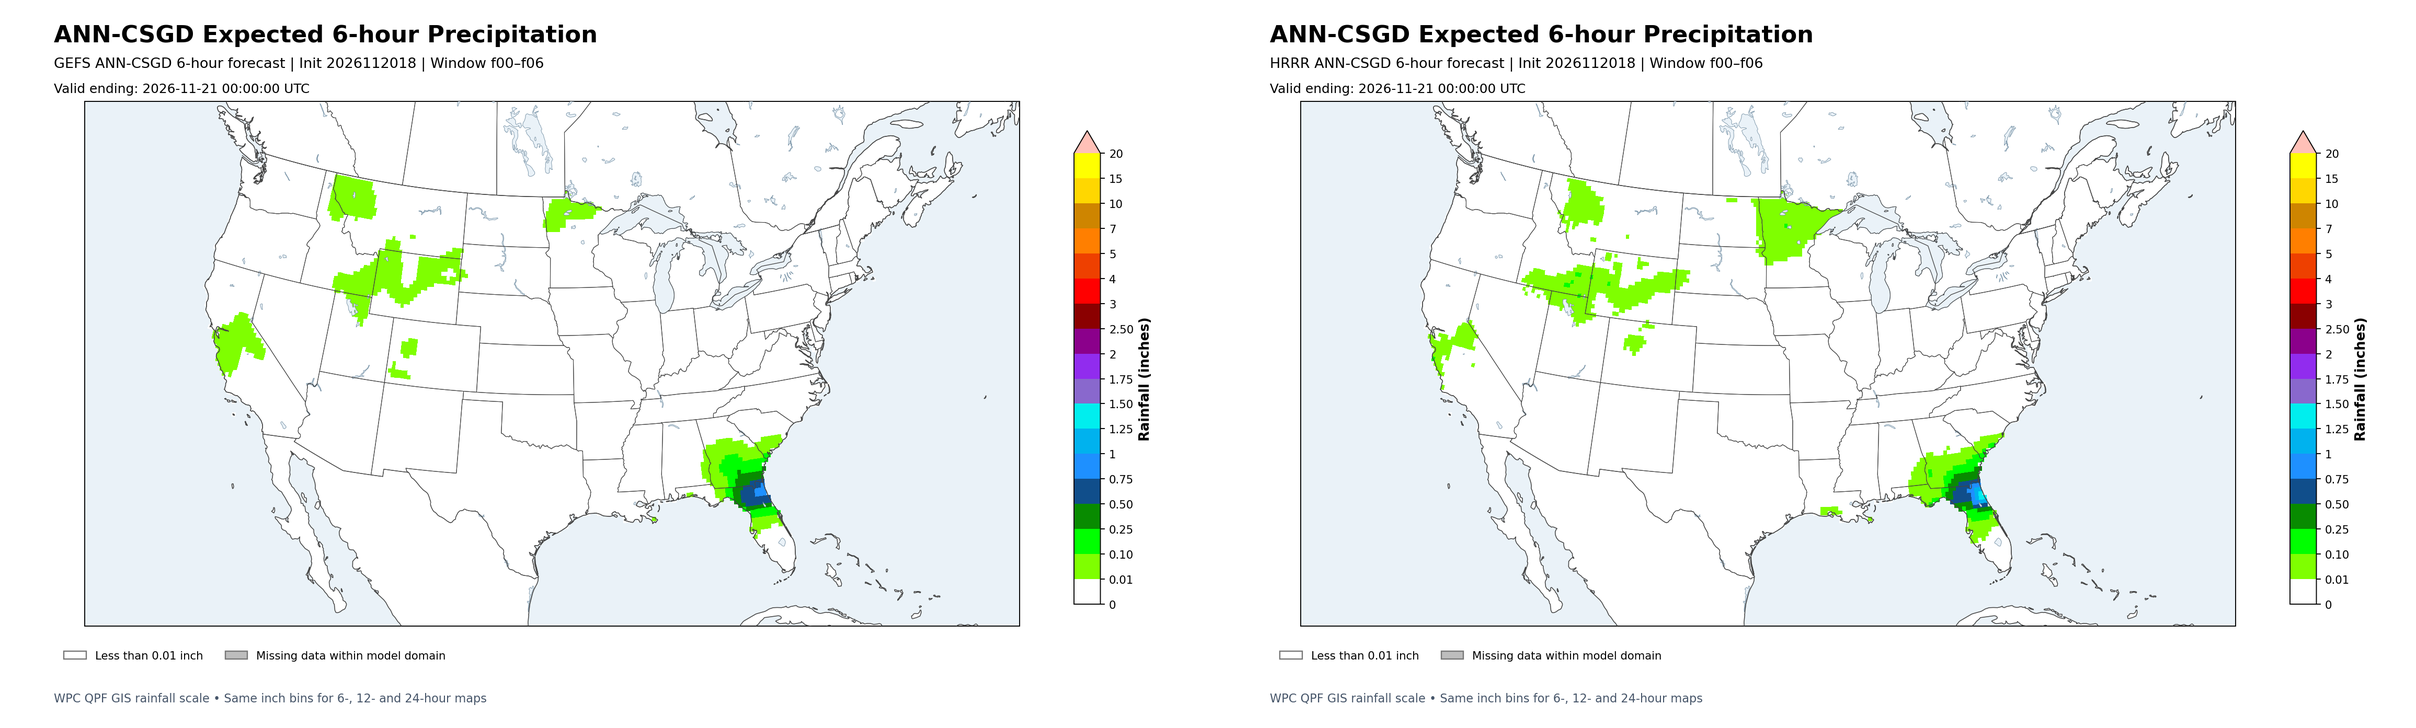 ANN-CSGD Expected 6-hour Precipitation
GEFS ANN-CSGD 6-hour forecast | Init 2026112018 | Window f00–f06
Valid ending: 2026-11-21 00:00:00 UTC
20
15
10
7
5
4
3
2.50
2
1.75
1.50
1.25
1
0.75
0.50
0.25
0.10
0.01
0
Rainfall (inches)
Less than 0.01 inch
Missing data within model domain
WPC QPF GIS rainfall scale • Same inch bins for 6-, 12- and 24-hour maps
ANN-CSGD Expected 6-hour Precipitation
HRRR ANN-CSGD 6-hour forecast | Init 2026112018 | Window f00–f06
Valid ending: 2026-11-21 00:00:00 UTC
20
15
10
7
5
4
3
2.50
2
1.75
1.50
1.25
1
0.75
0.50
0.25
0.10
0.01
0
Rainfall (inches)
Less than 0.01 inch
Missing data within model domain
WPC QPF GIS rainfall scale • Same inch bins for 6-, 12- and 24-hour maps